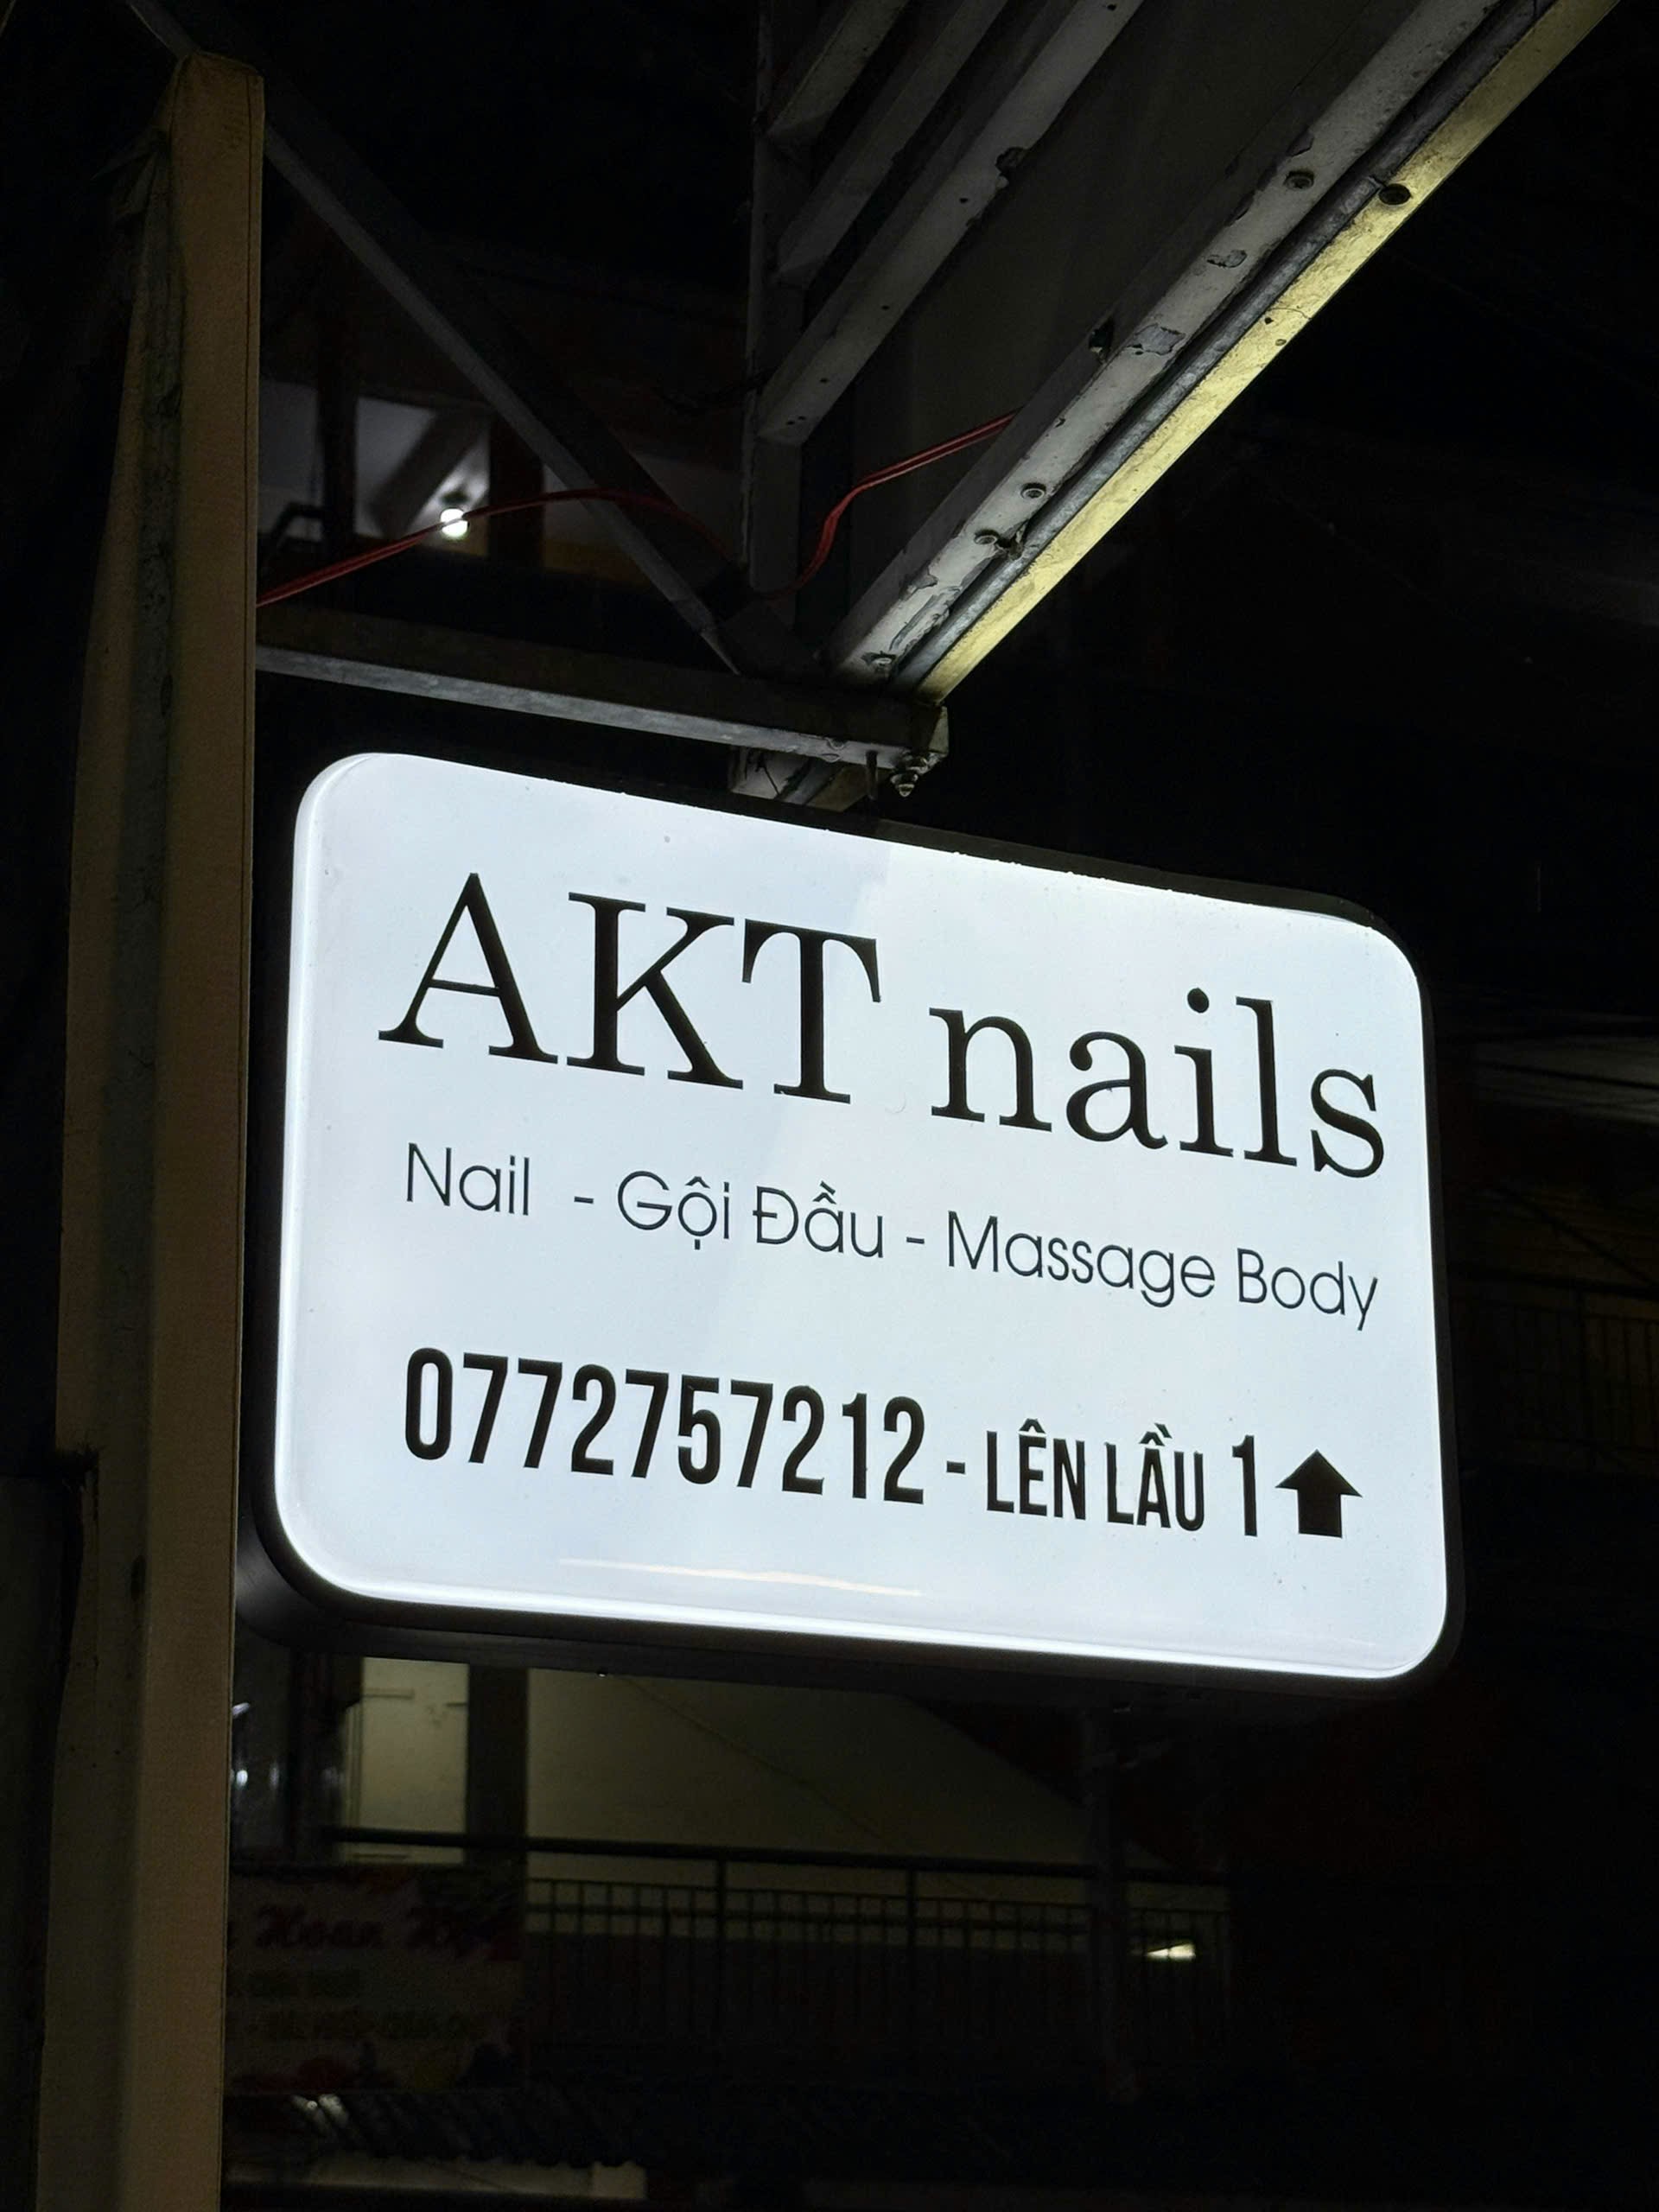 AKT nails
Nail - Gội Đầu - Massage Body
0772757212 - LÊN LẦU 1